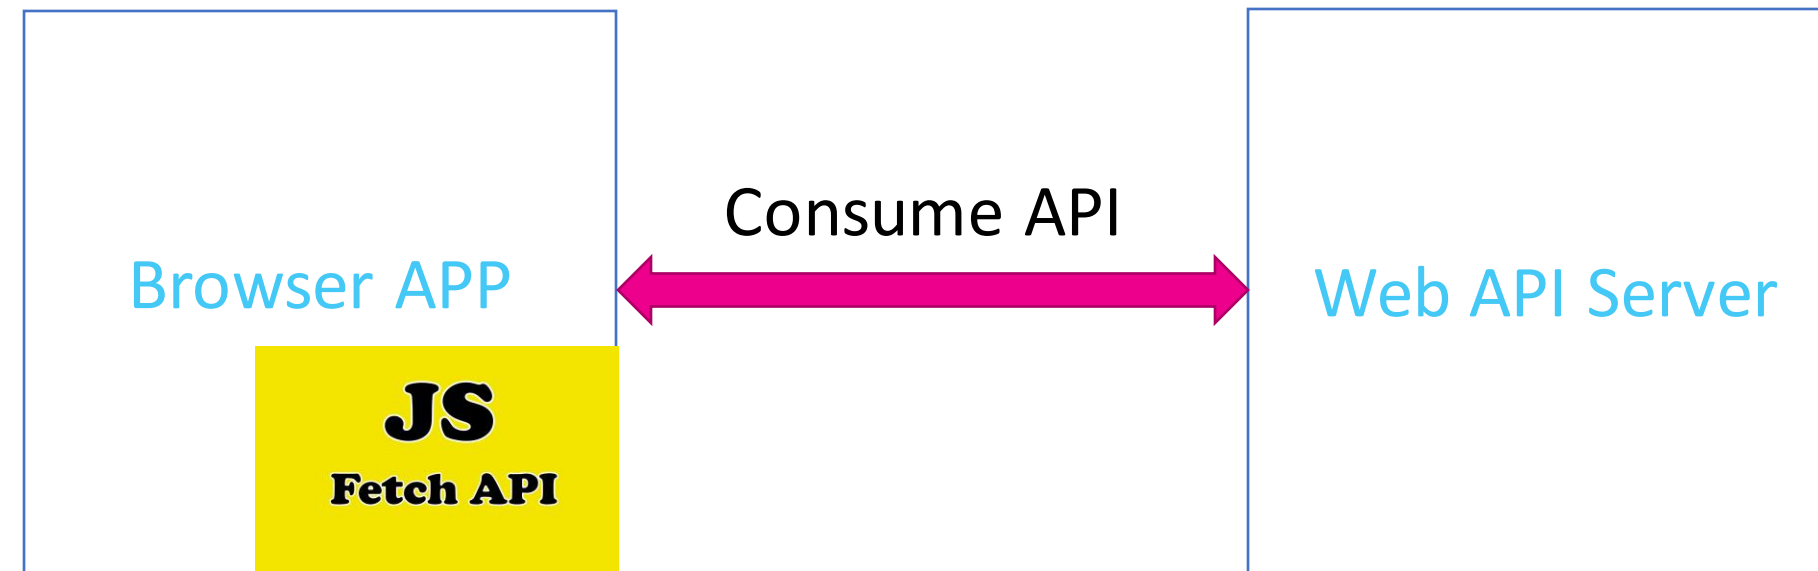 Consume API
Browser APP
Web API Server
JS
Fetch API